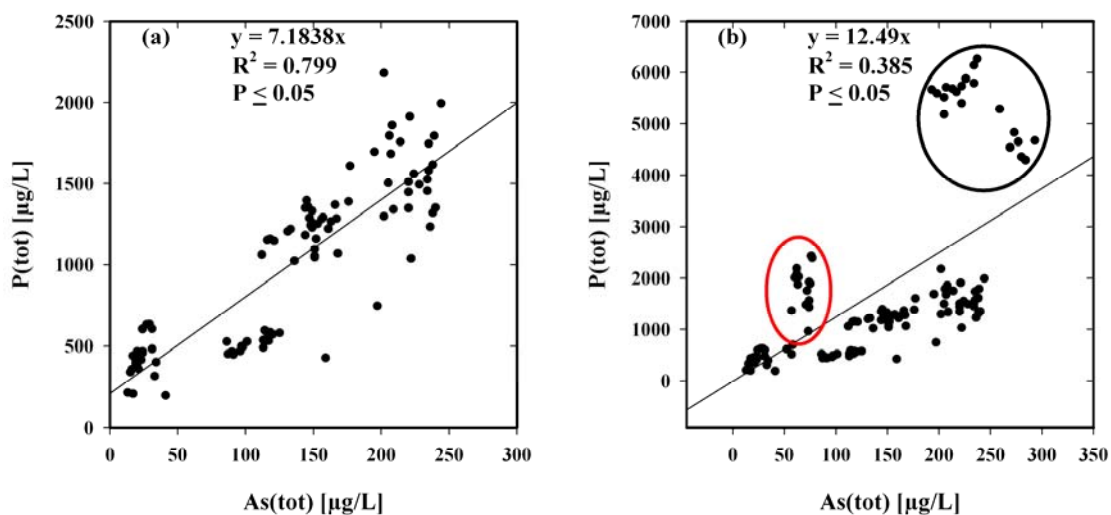 (a)
y = 7.1838x
R² = 0.799
P ≤ 0.05
2500
2000
1500
1000
500
0
P(tot) [µg/L]
0 50 100 150 200 250 300
As(tot) [µg/L]
(b)
y = 12.49x
R² = 0.385
P ≤ 0.05
7000
6000
5000
4000
3000
2000
1000
0
P(tot) [µg/L]
0 50 100 150 200 250 300 350
As(tot) [µg/L]